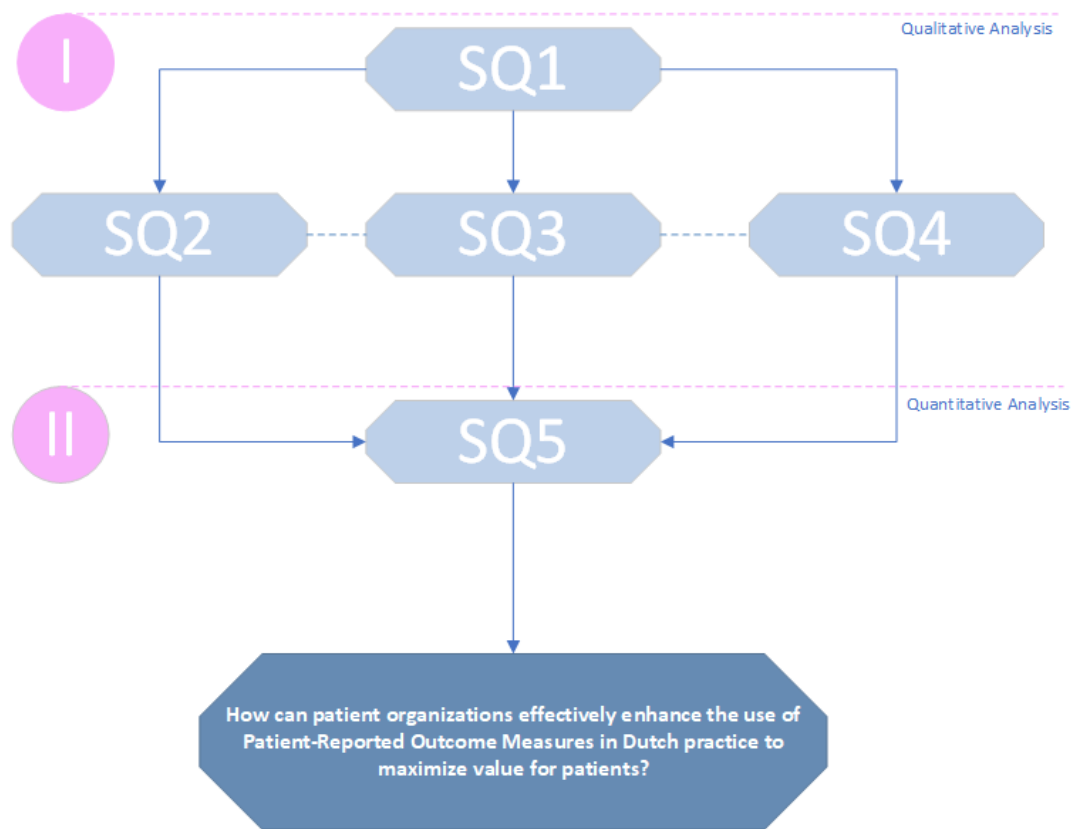 I
Qualitative Analysis
SQ1
SQ2
SQ3
SQ4
II
Quantitative Analysis
SQ5
How can patient organizations effectively enhance the use of
Patient-Reported Outcome Measures in Dutch practice to
maximize value for patients?